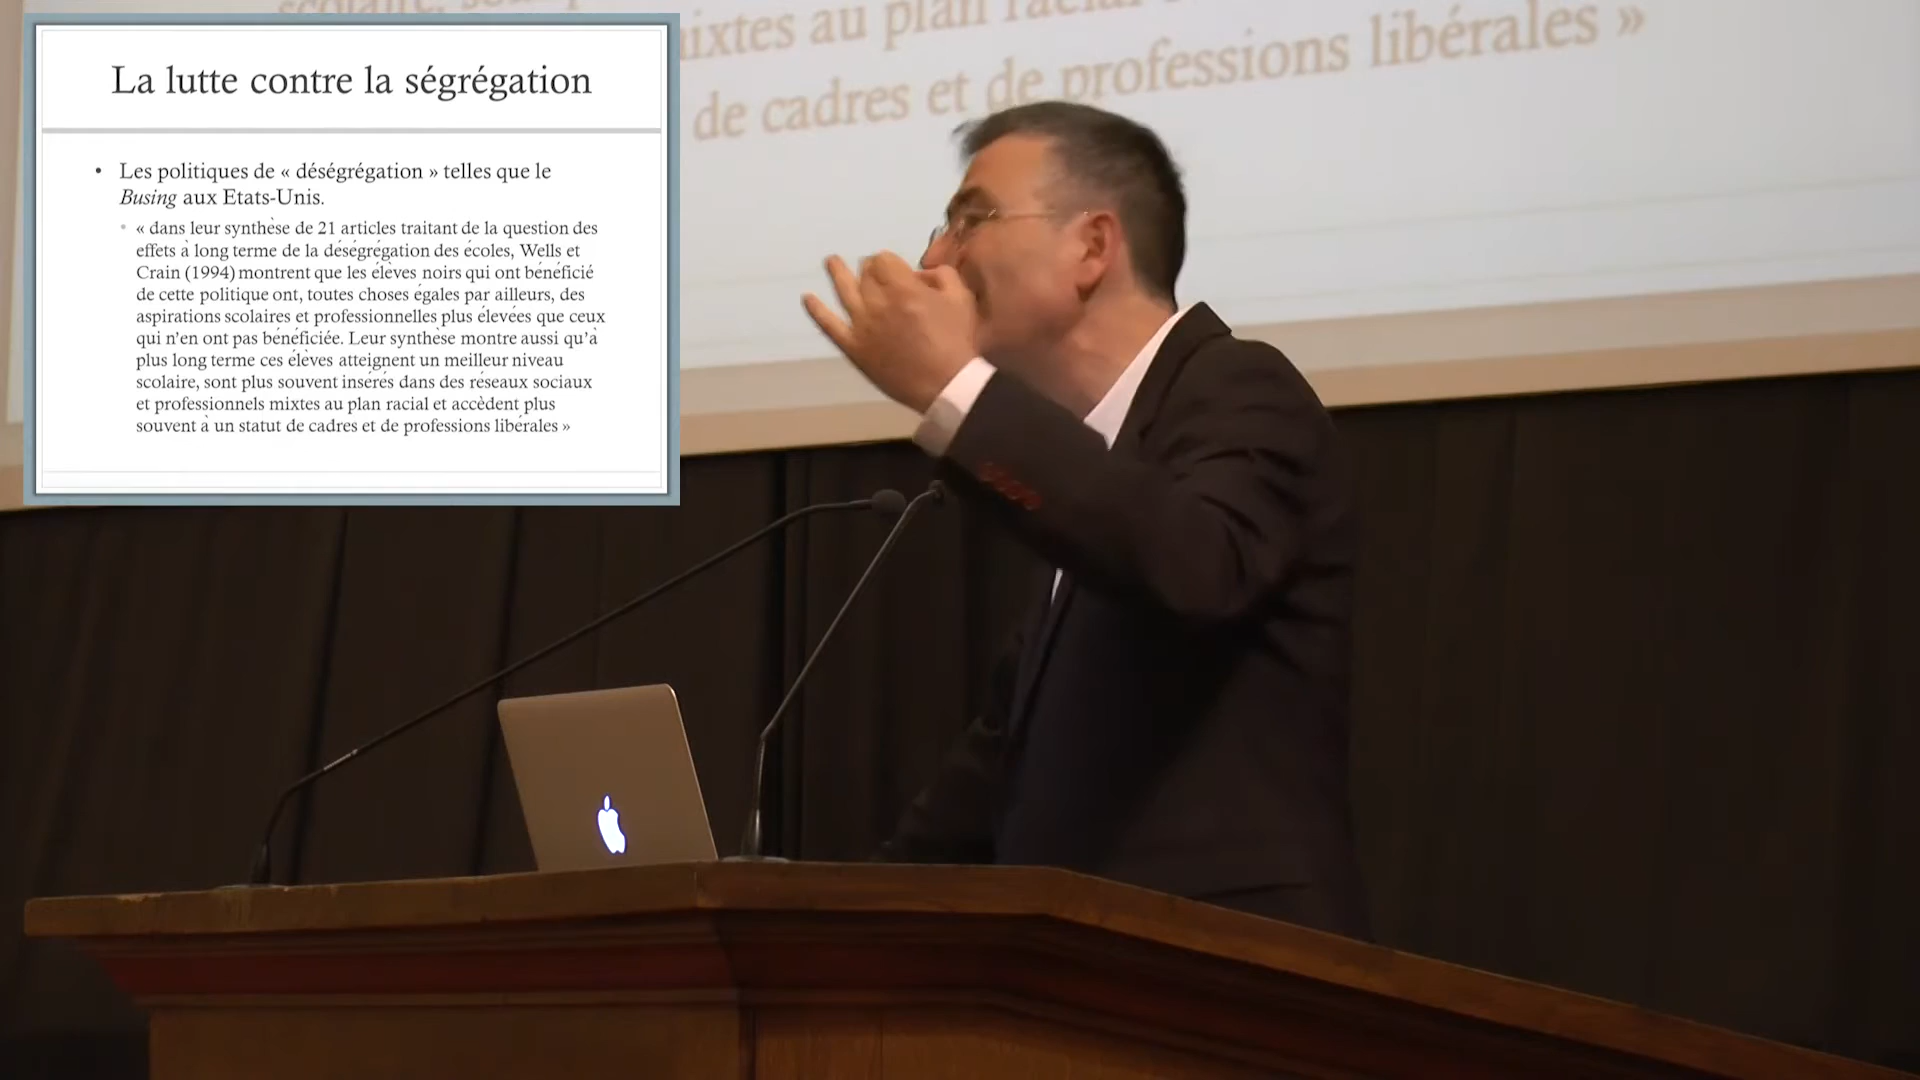 La lutte contre la ségrégation
• Les politiques de « déségrégation » telles que le
Busing aux Etats-Unis.
• « dans leur synthèse de 21 articles traitant de la question des
effets à long terme de la déségrégation des écoles, Wells et
Crain (1994) montrent que les élèves noirs qui ont bénéficié
de cette politique ont, toutes choses égales par ailleurs, des
aspirations scolaires et professionnelles plus élevées que ceux
qui n'en ont pas bénéficiée. Leur synthèse montre aussi qu'à
plus long terme ces élèves atteignent un meilleur niveau
scolaire, sont plus souvent insérés dans des réseaux sociaux
et professionnels mixtes au plan racial et accèdent plus
souvent à un statut de cadres et de professions libérales »
scolaire,
mixtes au plan racial
de cadres et de professions libérales »